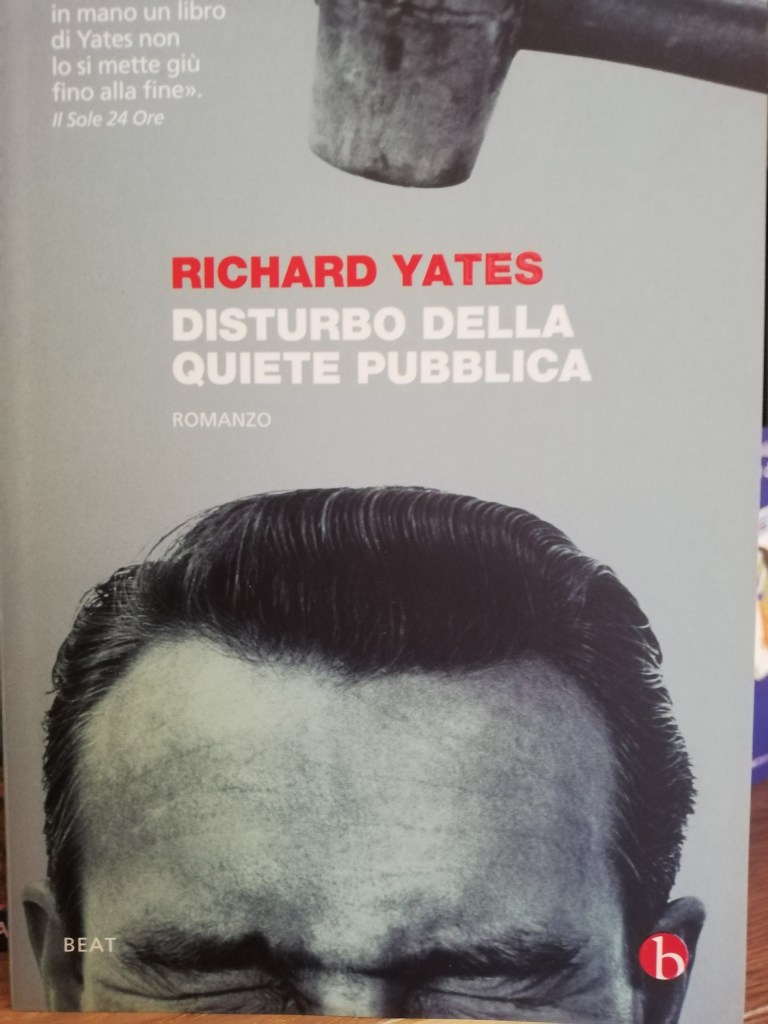 in mano un libro
di Yates non
lo si mette giù
fino alla fine».
Il Sole 24 Ore
RICHARD YATES
DISTURBO DELLA
QUIETE PUBBLICA
ROMANZO
BEAT
b